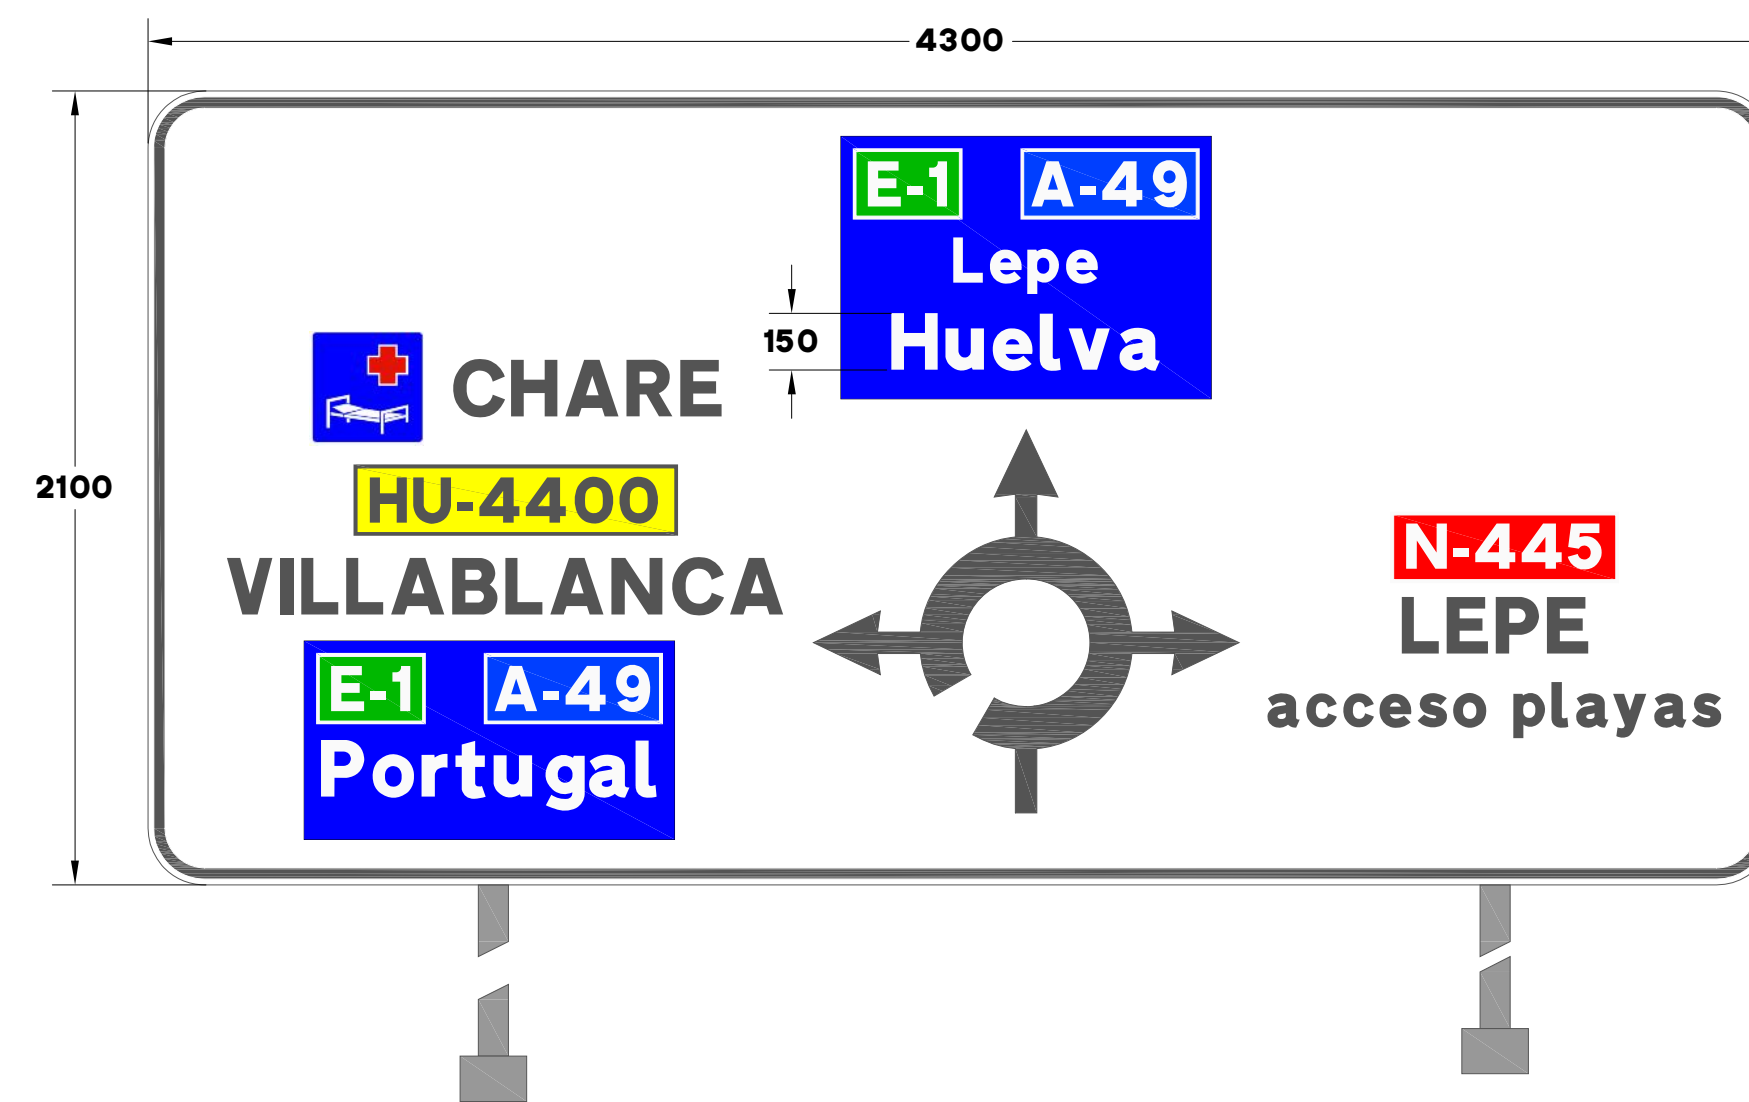 4300
E-1 A-49
Lepe
Huelva
150
CHARE
HU-4400
VILLABLANCA
E-1 A-49
Portugal
2100
N-445
LEPE
acceso playas